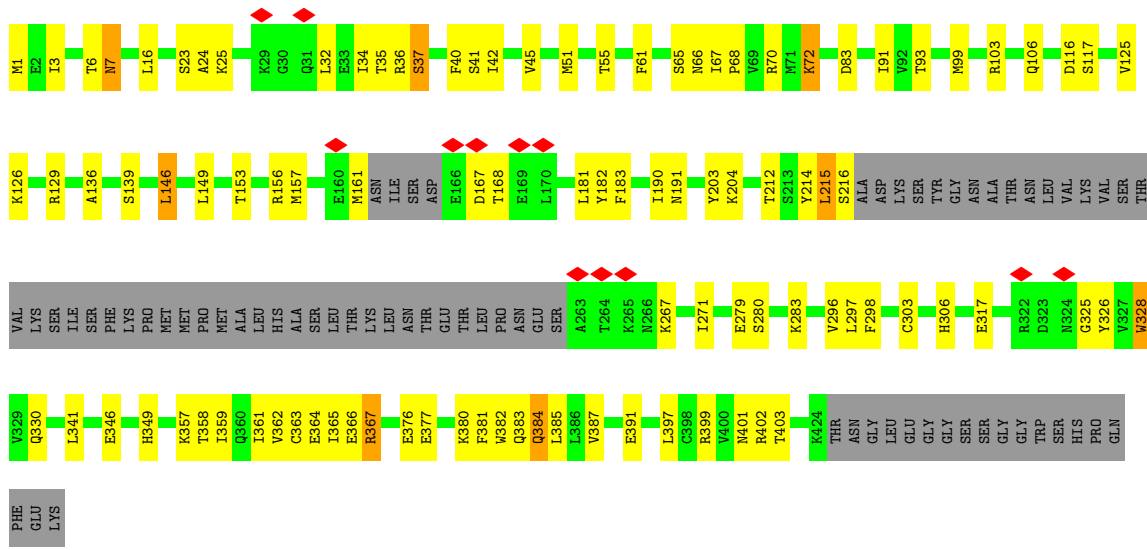 M1 E2 I3 T6 N7 L16 S23 A24 K25 K29 G30 Q31 L32 E33 I34 T35 R36 S37 F40 S41 I42 V45 M51 T55 F61 S65 N66 I67 P68 V69 R70 M71 K72 D83 I91 V92 T93 M99 R103 Q106 D116 S117 V125
K126 R129 A136 S139 L146 L149 T153 R156 M157 E160 M161 ASN ILE SER ASP E166 D167 T168 E169 L170 L181 Y182 F183 I190 N191 Y203 K204 T212 S213 Y214 L215 S216 ALA ASP LYS SER TYR GLY ASN ALA THR ASN LEU VAL LYS VAL SER THR
VAL LYS SER ILE SER PHE LYS PRO MET MET PRO MET ALA LEU HIS ALA SER LEU THR LYS LEU ASN THR GLU THR LEU PRO ASN GLU SER A263 T264 K265 N266 K267 I271 E279 S280 K283 V296 L297 F298 C303 H306 E317 R322 D323 N324 G325 Y326 V327 W328
V329 Q330 L341 E346 H349 K357 T358 I359 Q360 I361 V362 C363 E364 I365 E366 R367 E376 E377 K380 F381 W382 Q383 Q384 L385 L386 V387 E391 L397 C398 R399 V400 N401 R402 T403 K424 THR ASN GLY LEU GLU GLY GLY SER SER GLY GLY TRP SER HIS PRO GLN
PHE GLU LYS